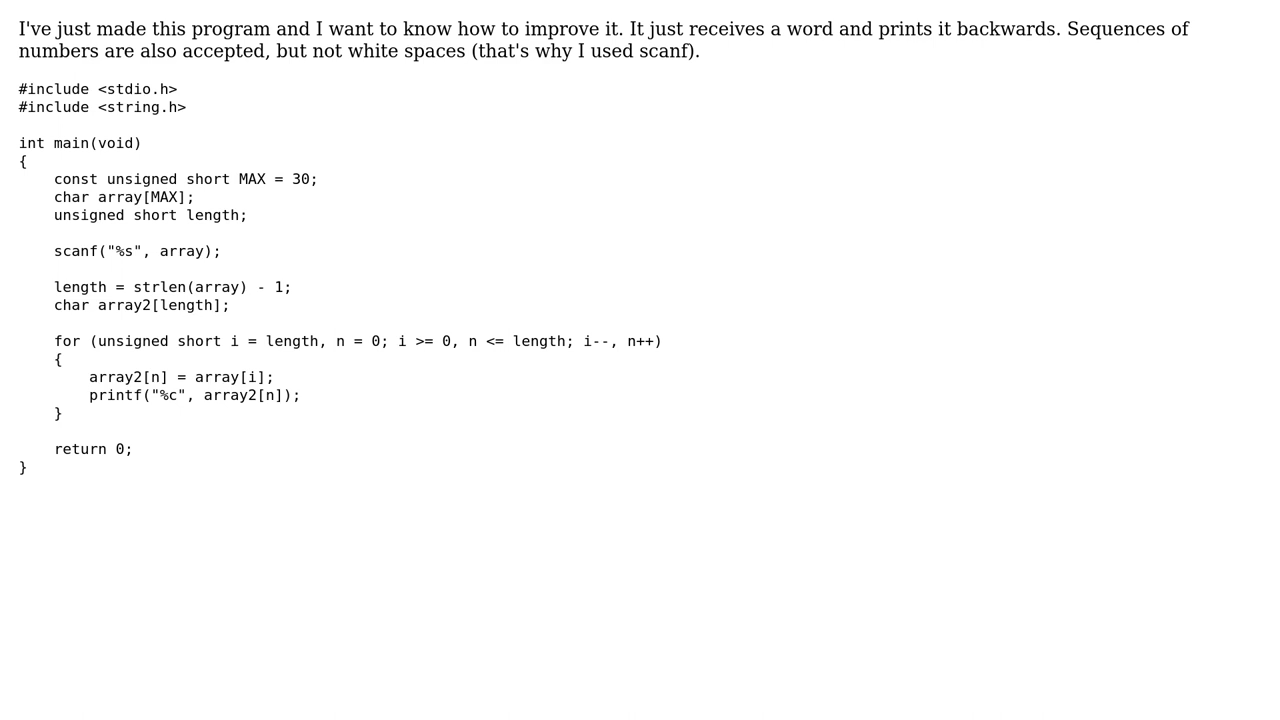 I've just made this program and I want to know how to improve it. It just receives a word and prints it backwards. Sequences of
numbers are also accepted, but not white spaces (that's why I used scanf).
#include <stdio.h>
#include <string.h>

int main(void)
{
    const unsigned short MAX = 30;
    char array[MAX];
    unsigned short length;

    scanf("%s", array);

    length = strlen(array) - 1;
    char array2[length];

    for (unsigned short i = length, n = 0; i >= 0, n <= length; i--, n++)
    {
        array2[n] = array[i];
        printf("%c", array2[n]);
    }

    return 0;
}